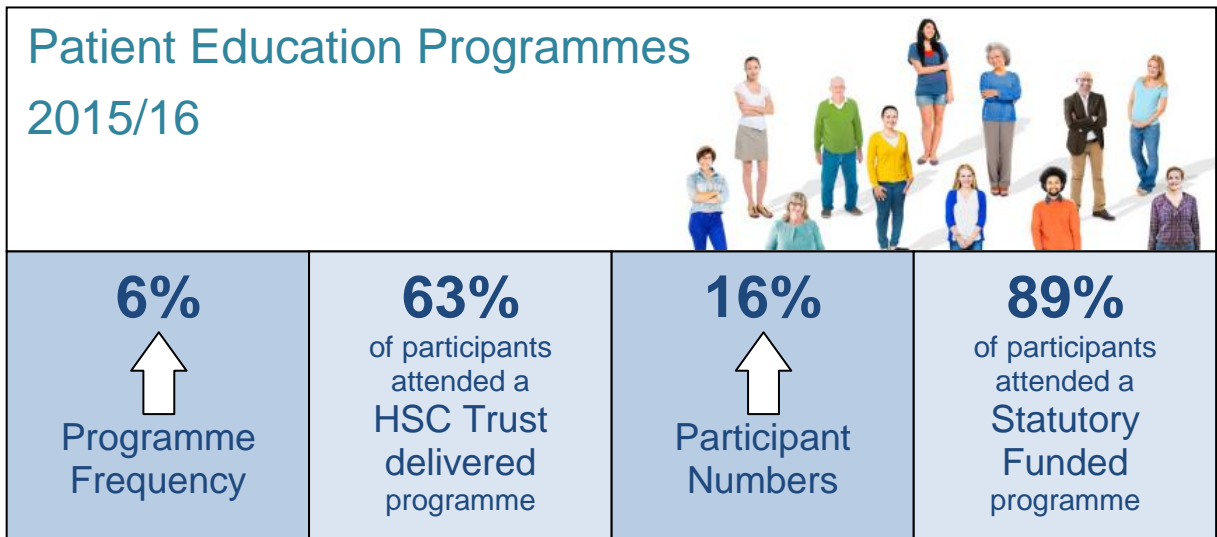 Patient Education Programmes
2015/16
6%
Programme
Frequency
63%
of participants
attended a
HSC Trust
delivered
programme
16%
Participant
Numbers
89%
of participants
attended a
Statutory
Funded
programme